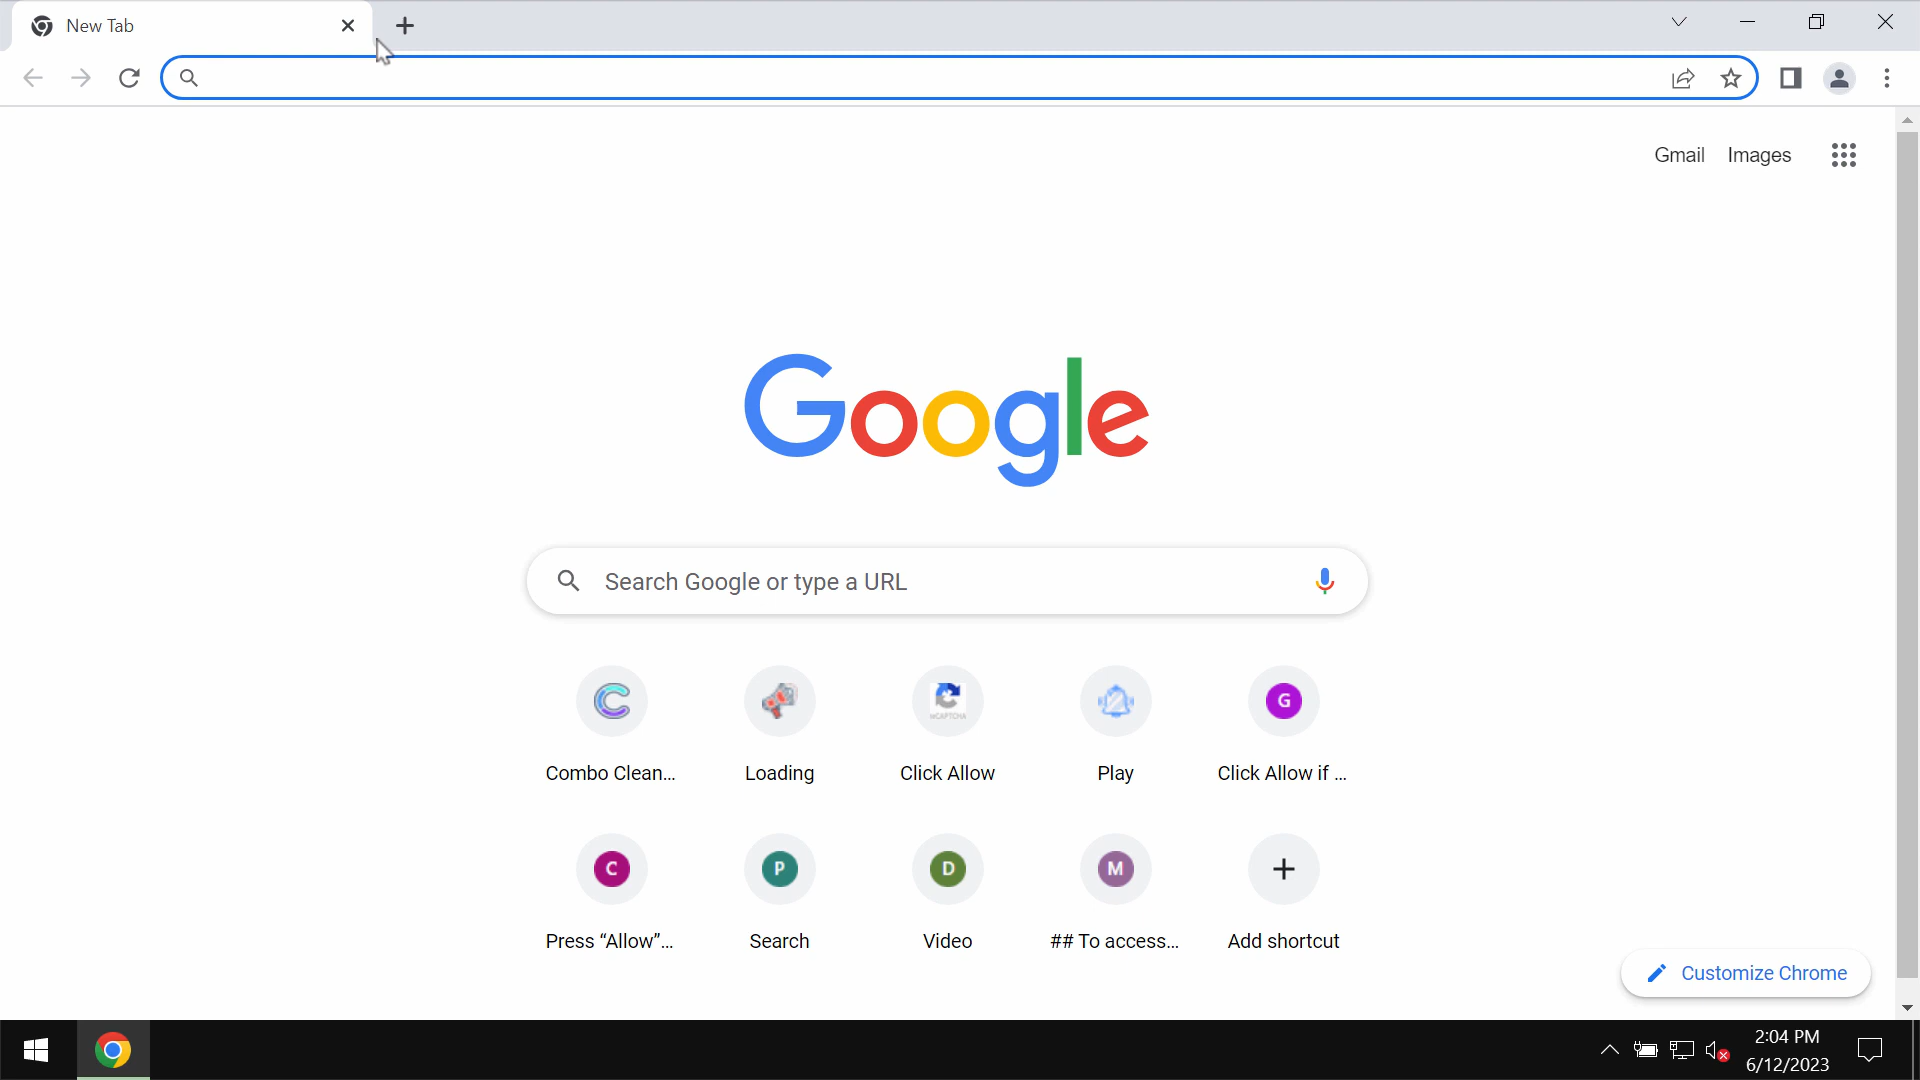 New Tab
Gmail Images
Google
Search Google or type a URL
Combo Clean... Loading Click Allow Play Click Allow if ...
G
NCAPTCHA
C P D M
Press “Allow”... Search Video ## To access... Add shortcut
Customize Chrome
2:04 PM
6/12/2023